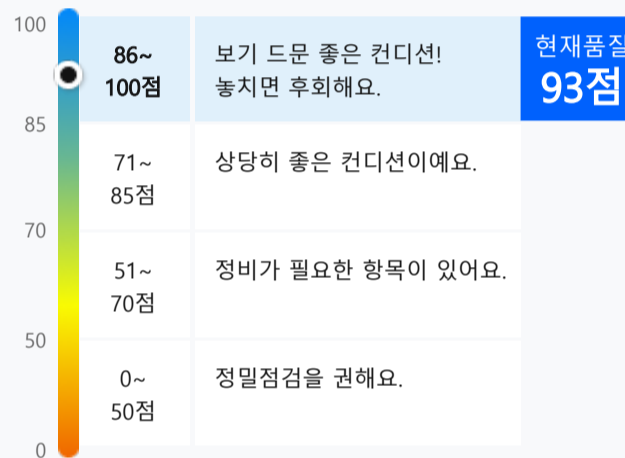 100
86~
100점
보기 드문 좋은 컨디션!
놓치면 후회해요.
현재품질
93점
85
71~
85점
상당히 좋은 컨디션이예요.
70
51~
70점
정비가 필요한 항목이 있어요.
50
0~
50점
정밀점검을 권해요.
0